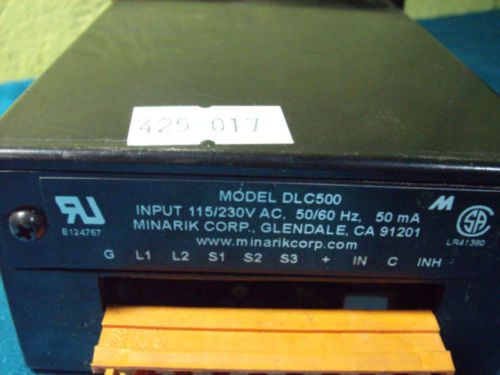 425-017
MODEL DLC500
INPUT 115/230V AC, 50/60 Hz, 50 mA
MINARIK CORP., GLENDALE, CA 91201
www.minarikcorp.com
E124757
LR41380
G L1 L2 S1 S2 S3 + IN C INH